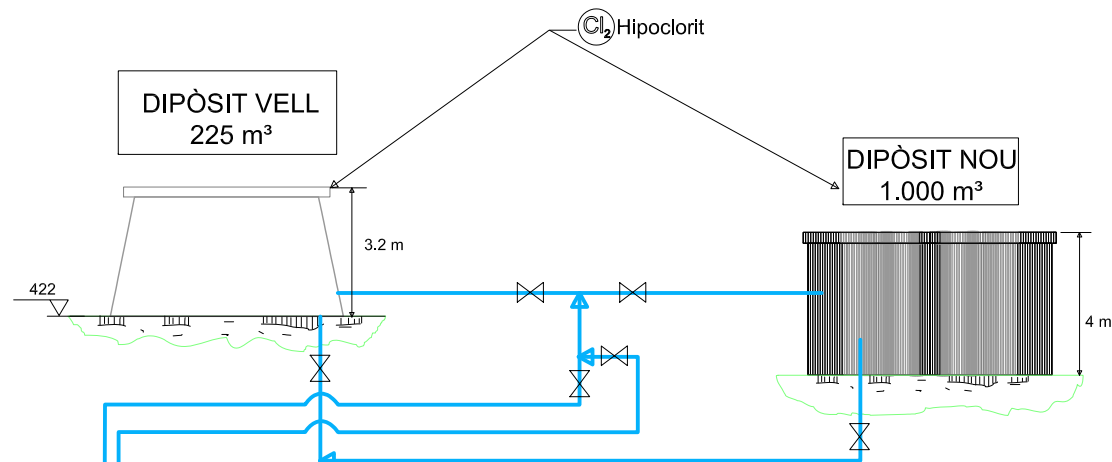 Cl₂ Hipoclorit
DIPÒSIT VELL
225 m³
DIPÒSIT NOU
1.000 m³
3.2 m
422
4 m